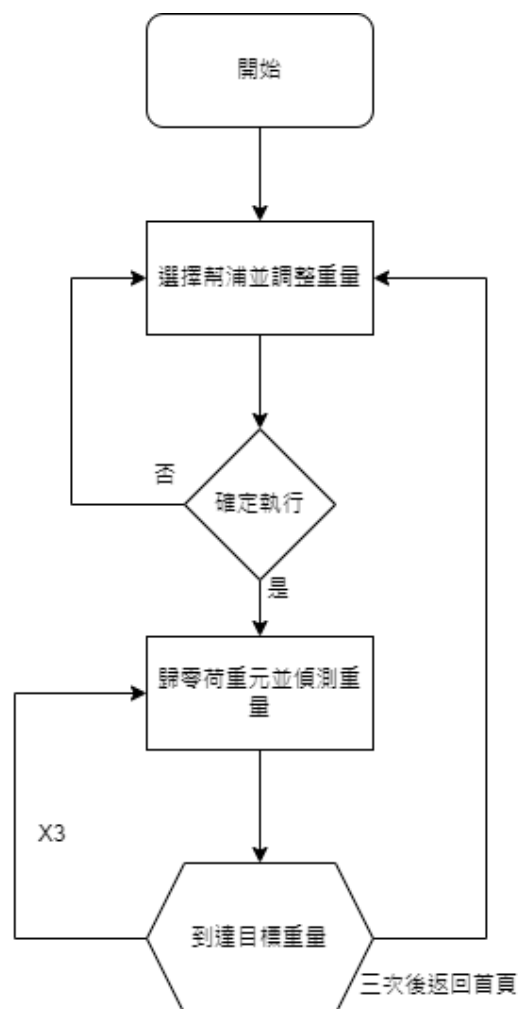 開始
選擇幫浦並調整重量
否
確定執行
是
歸零荷重元並偵測重
量
X3
到達目標重量
三次後返回首頁